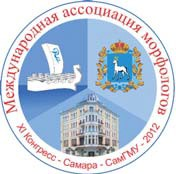 Международная ассоциация морфологов
XI Конгресс - Самара - СамГМУ - 2012